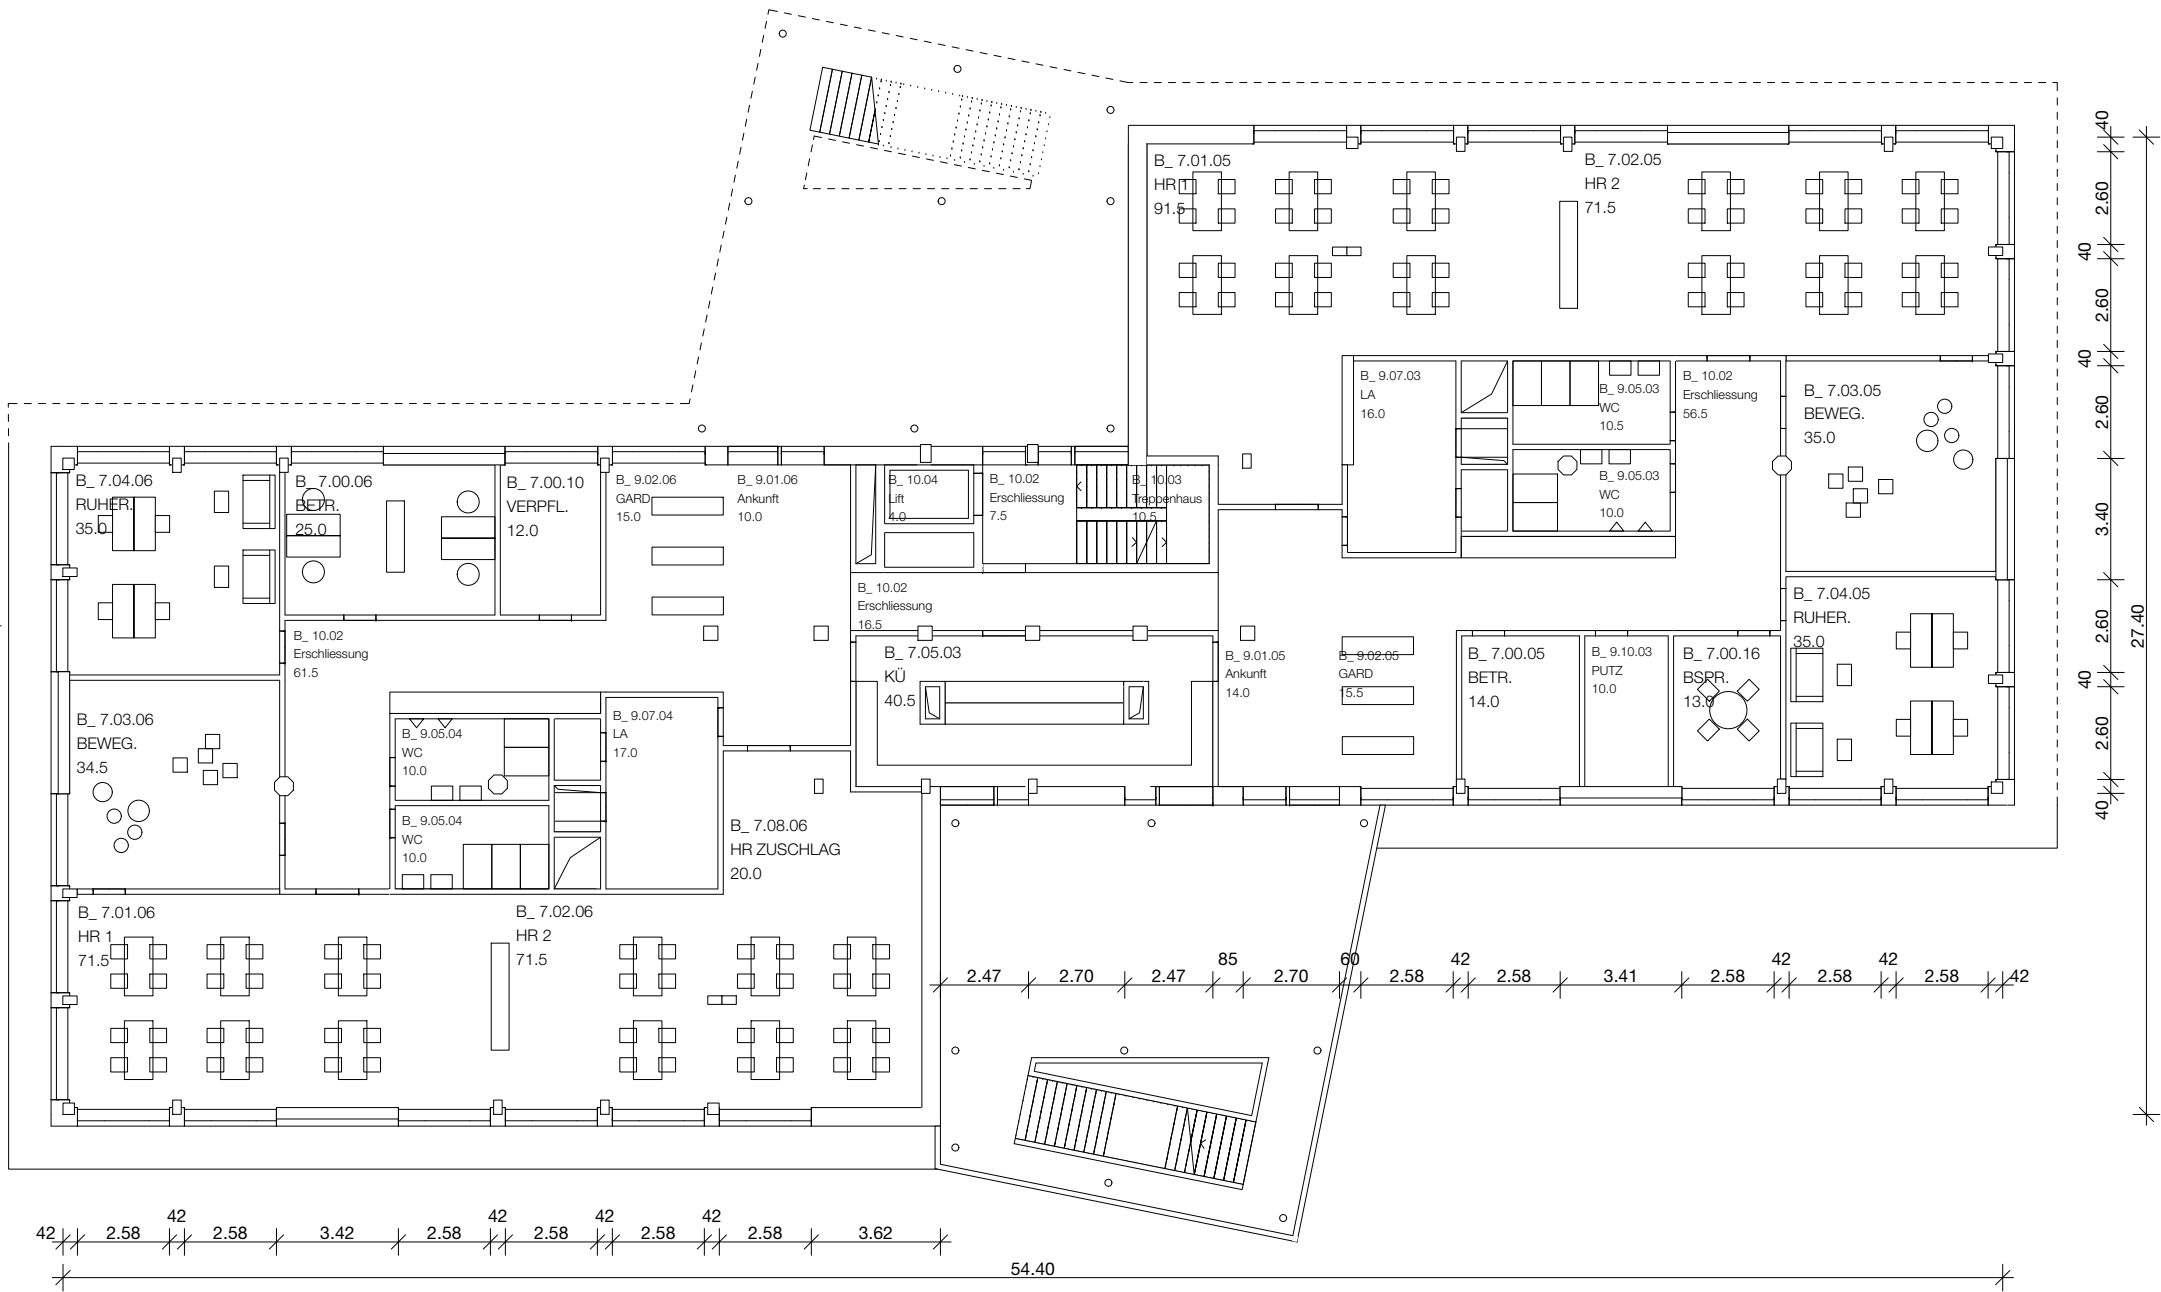 B_ 7.01.05
HR 1
91.5
B_ 7.02.05
HR 2
71.5
B_ 9.07.03
LA
16.0
B_ 9.05.03
WC
10.5
B_ 10.02
Erschliessung
56.5
B_ 7.03.05
BEWEG.
35.0
B_ 9.05.03
WC
10.0
B_ 7.04.06
RUHER.
35.0
B_ 7.00.06
BETR.
25.0
B_ 7.00.10
VERPFL.
12.0
B_ 9.02.06
GARD
15.0
B_ 9.01.06
Ankunft
10.0
B_ 10.04
Lift
4.0
B_ 10.02
Erschliessung
7.5
B_ 10.03
Treppenhaus
10.5
B_ 10.02
Erschliessung
16.5
B_ 7.04.05
RUHER.
35.0
B_ 10.02
Erschliessung
61.5
B_ 7.05.03
KÜ
40.5
B_ 9.01.05
Ankunft
14.0
B_ 9.02.05
GARD
15.5
B_ 7.00.05
BETR.
14.0
B_ 9.10.03
PUTZ
10.0
B_ 7.00.16
BSPR.
13.0
B_ 7.03.06
BEWEG.
34.5
B_ 9.05.04
WC
10.0
B_ 9.07.04
LA
17.0
B_ 9.05.04
WC
10.0
B_ 7.08.06
HR ZUSCHLAG
20.0
B_ 7.01.06
HR 1
71.5
B_ 7.02.06
HR 2
71.5
40
2.60
40
2.60
40
2.60
3.40
2.60
40
2.60
40
27.40
2.47
2.70
2.47
85
2.70
60
2.58
42
2.58
3.41
2.58
42
2.58
42
2.58
42
42
2.58
42
2.58
3.42
2.58
42
2.58
42
2.58
42
2.58
3.62
54.40